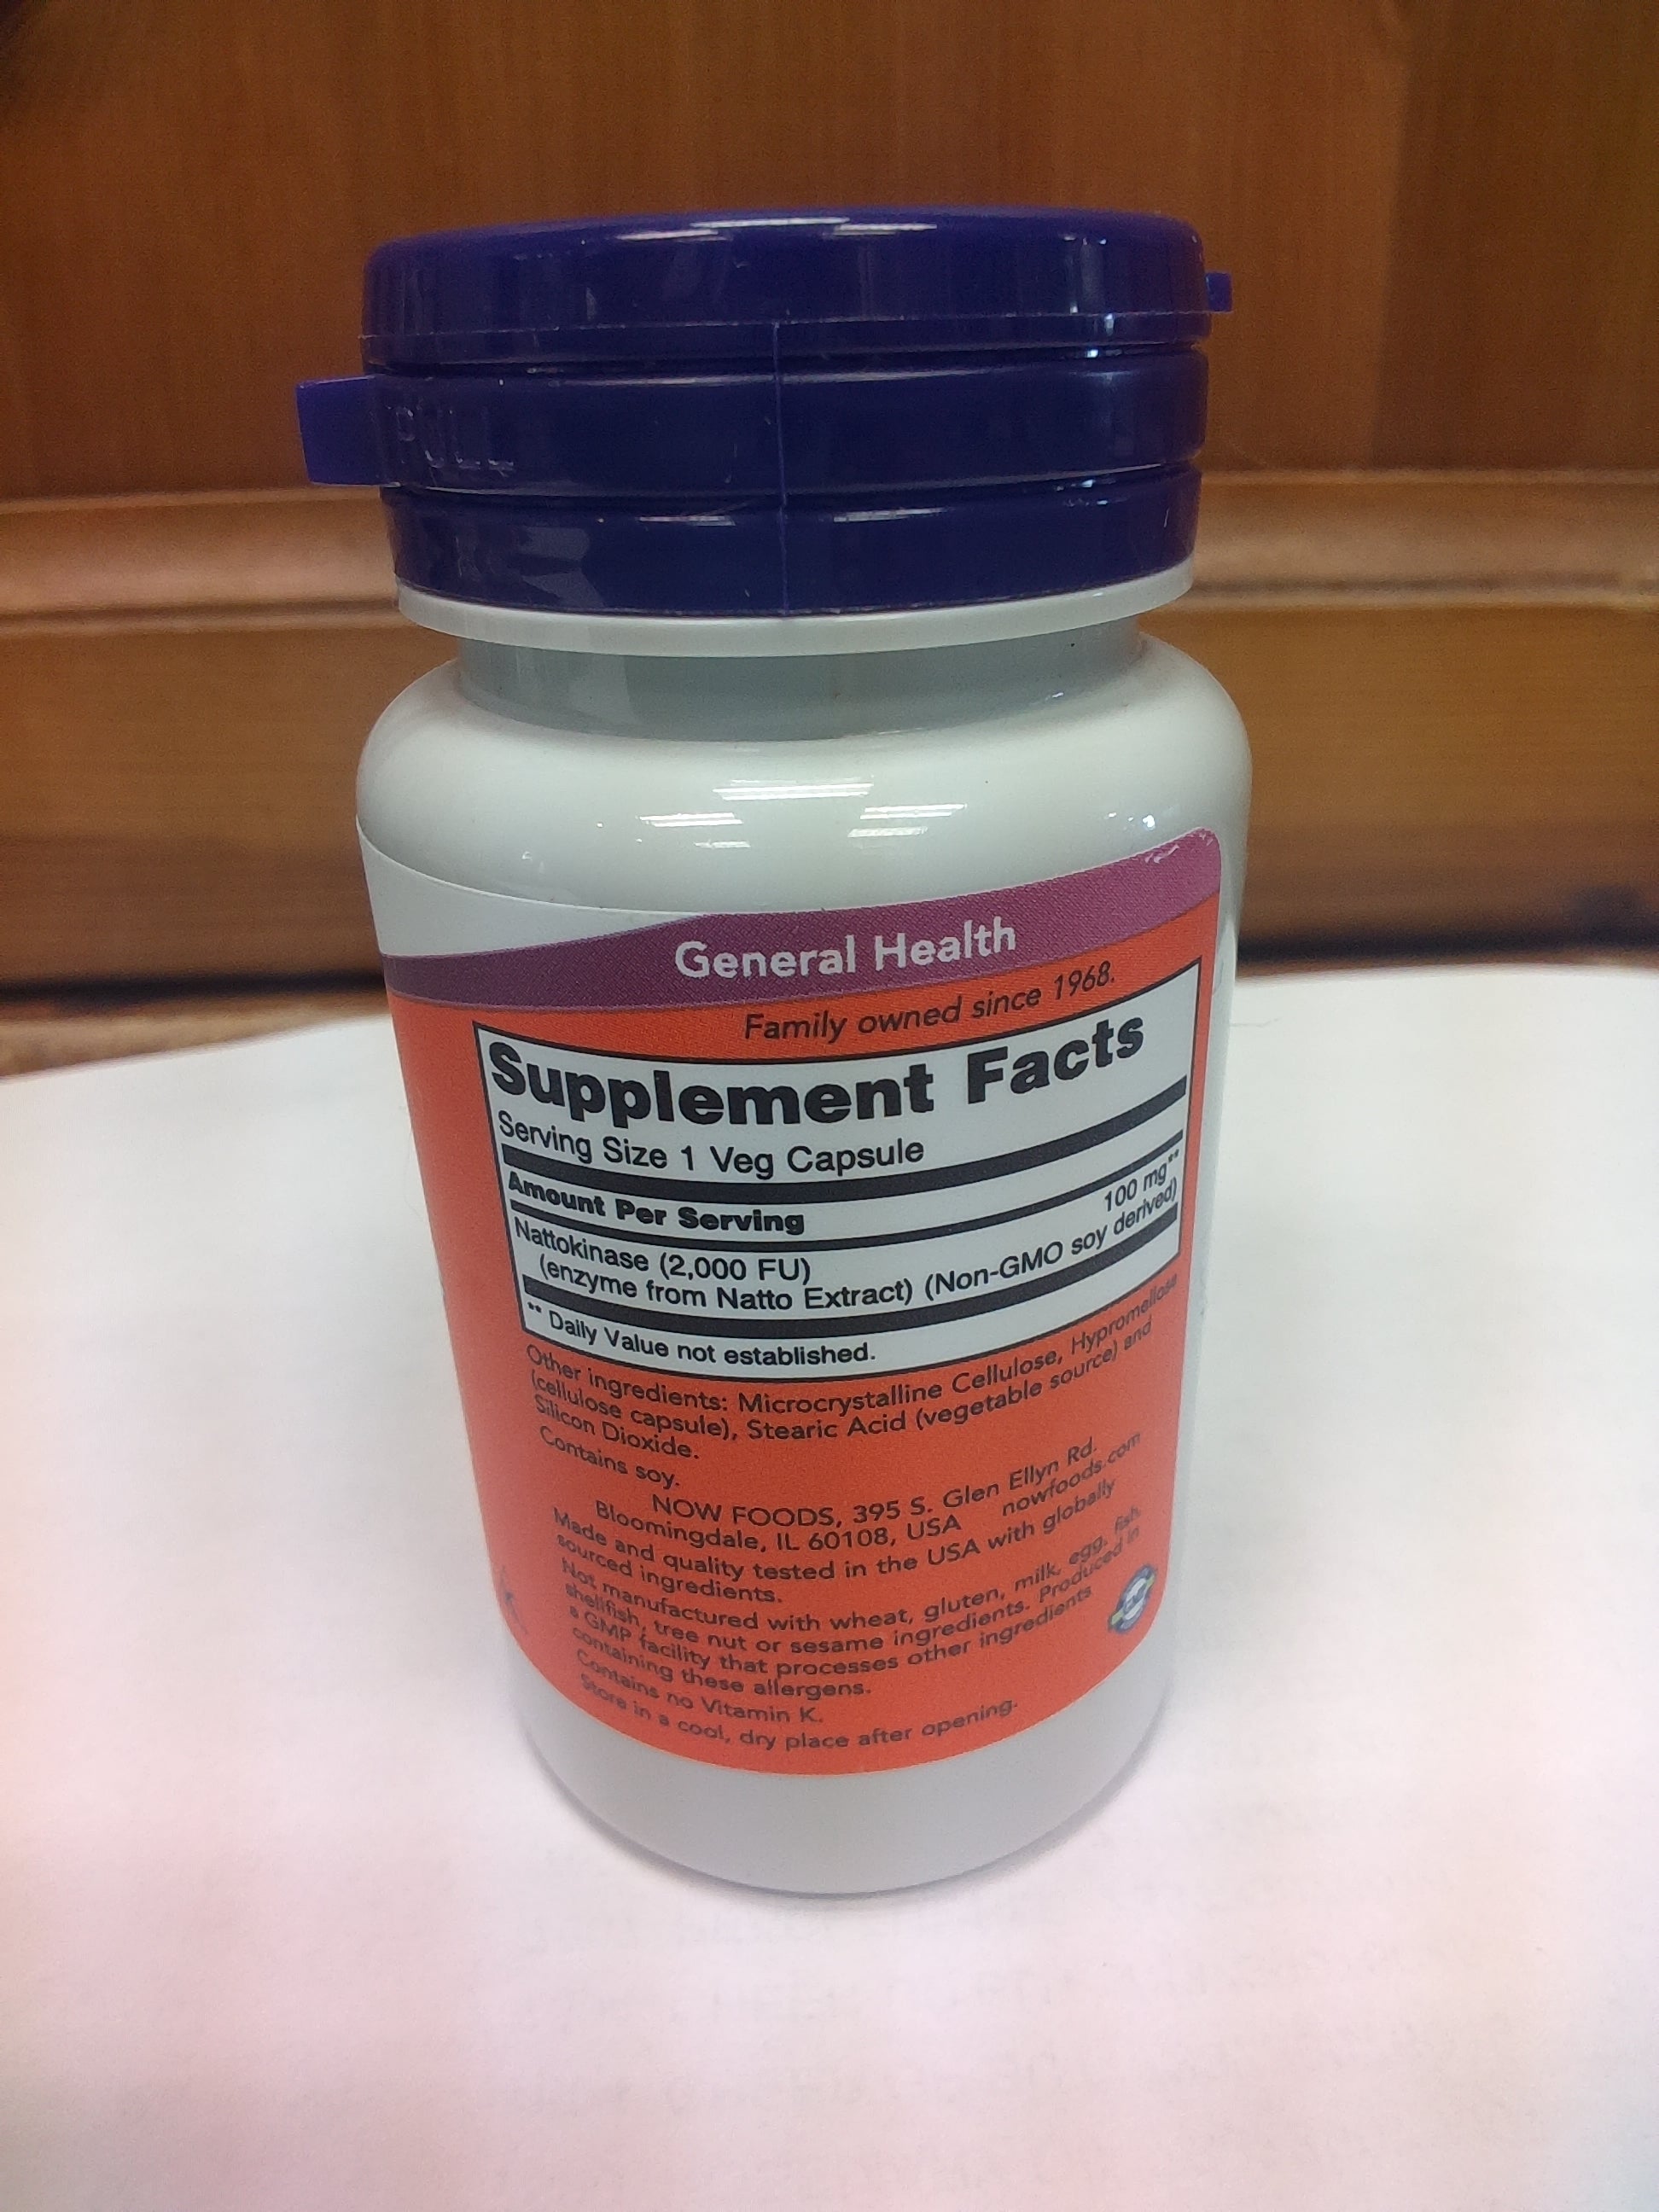 PULL
General Health
Family owned since 1968.
Supplement Facts
Serving Size 1 Veg Capsule
Amount Per Serving
Nattokinase (2,000 FU) 100 mg**
(enzyme from Natto Extract) (Non-GMO soy derived)
** Daily Value not established.
Other ingredients: Microcrystalline Cellulose, Hypromellose
(cellulose capsule), Stearic Acid (vegetable source) and
Silicon Dioxide.
Contains soy.
NOW FOODS, 395 S. Glen Ellyn Rd.
Bloomingdale, IL 60108, USA nowfoods.com
Made and quality tested in the USA with globally
sourced ingredients.
Not manufactured with wheat, gluten, milk, egg, fish,
shellfish, tree nut or sesame ingredients. Produced in
a GMP facility that processes other ingredients
containing these allergens.
Contains no Vitamin K.
Store in a cool, dry place after opening.